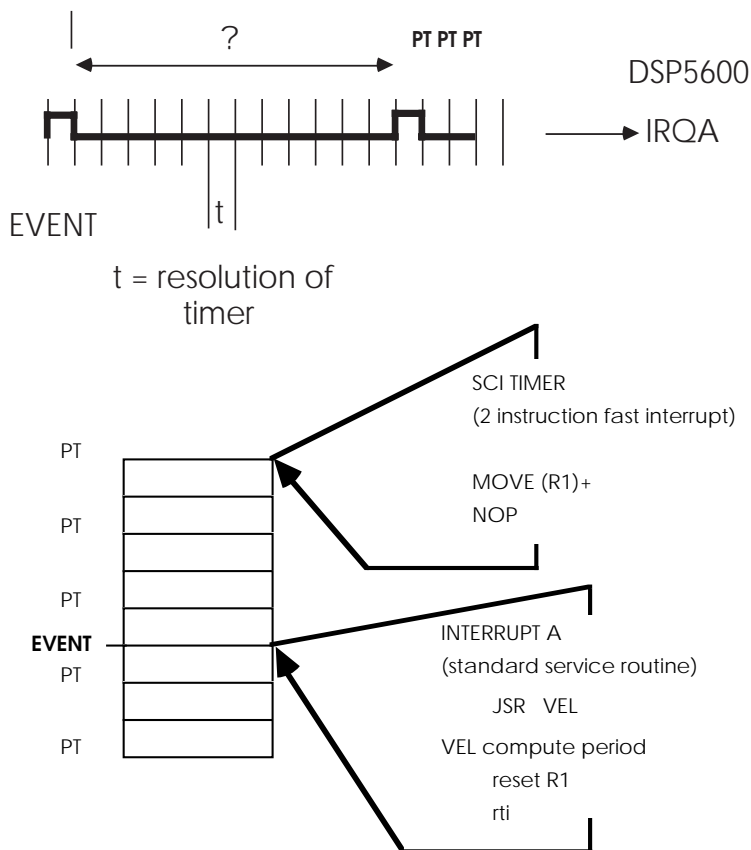 ?
PT PT PT
DSP5600
IRQA
t
EVENT
t = resolution of
timer
SCI TIMER
(2 instruction fast interrupt)
MOVE (R1)+
NOP
PT
PT
PT
EVENT
PT
PT
INTERRUPT A
(standard service routine)
JSR VEL
VEL compute period
reset R1
rti